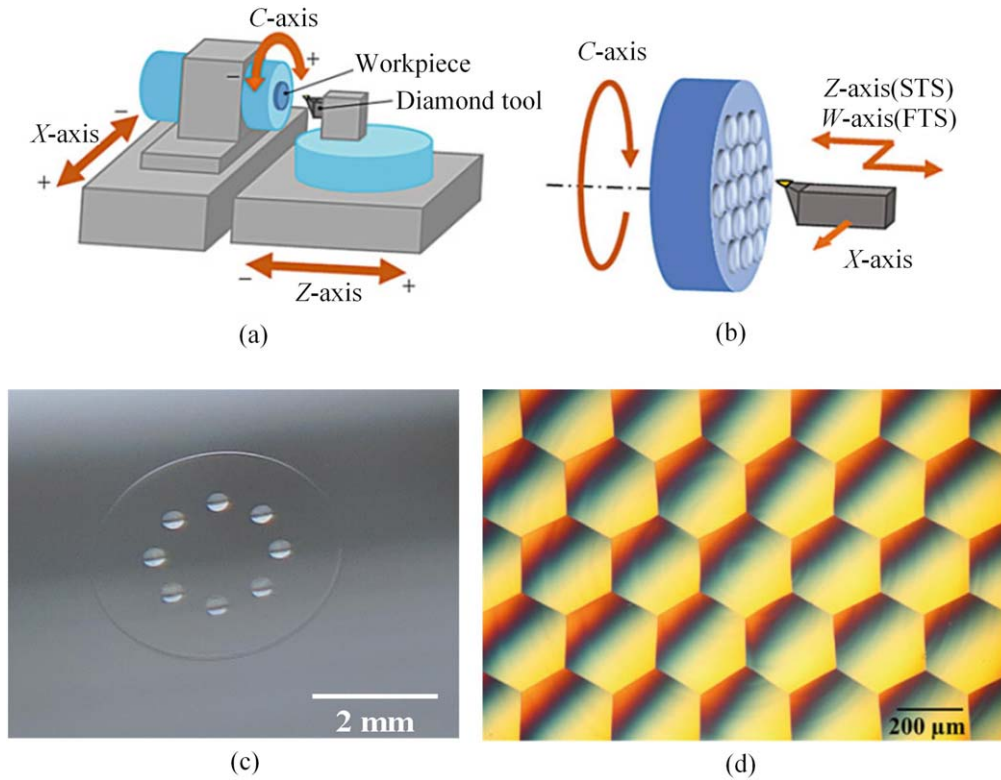 C-axis
+
−
Workpiece
Diamond tool
X-axis
−
+
−
+
Z-axis
(a)
C-axis
Z-axis(STS)
W-axis(FTS)
X-axis
(b)
2 mm
(c)
200 μm
(d)